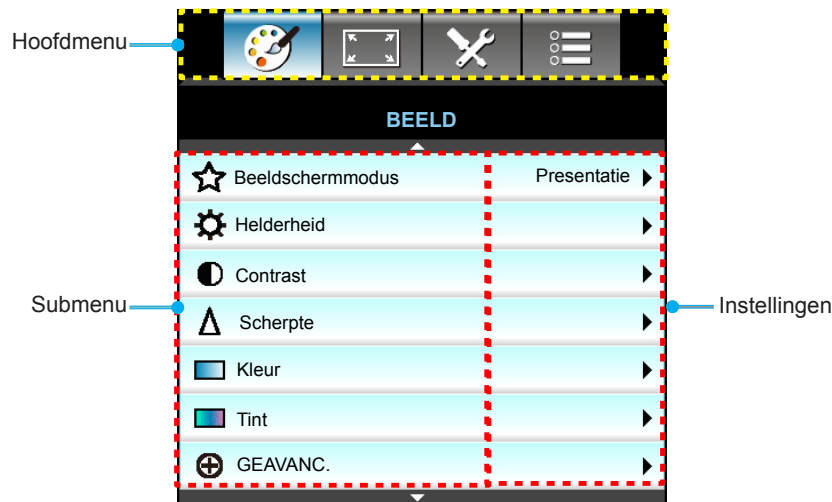 Hoofdmenu
BEELD
Beeldschermmodus Presentatie
Helderheid
Contrast
Submenu
Instellingen
Scherpte
Kleur
Tint
GEAVANC.